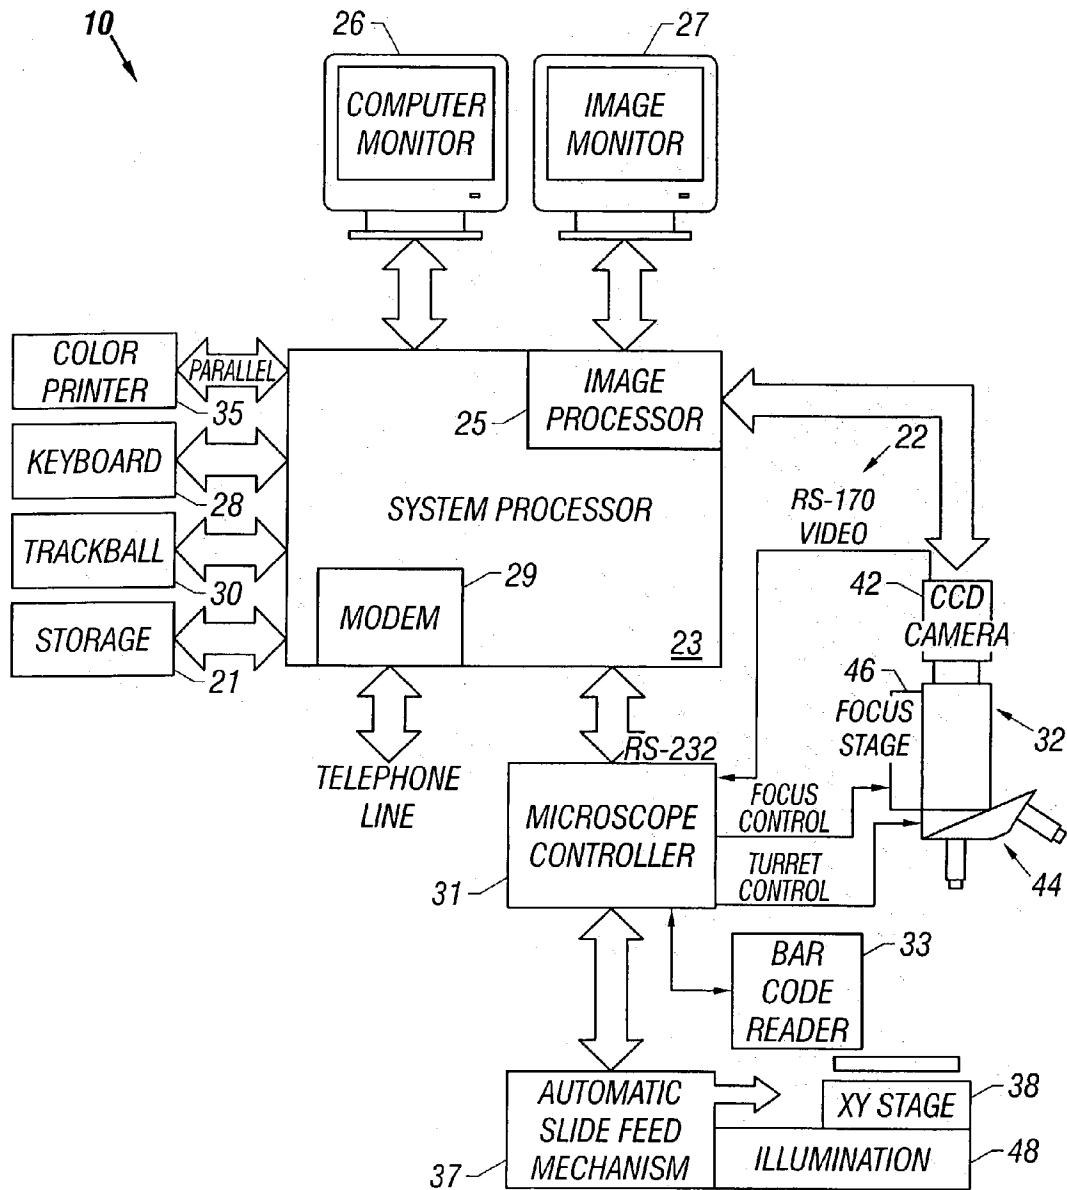 10
26
27
COMPUTER
MONITOR
IMAGE
MONITOR
COLOR
PRINTER
PARALLEL
35
IMAGE
PROCESSOR
25
22
KEYBOARD
28
SYSTEM PROCESSOR
RS-170
VIDEO
TRACKBALL
30
29
MODEM
42
CCD
CAMERA
STORAGE
21
23
46
FOCUS
STAGE
32
TELEPHONE
LINE
RS-232
MICROSCOPE
CONTROLLER
31
FOCUS
CONTROL
TURRET
CONTROL
44
BAR
CODE
READER
33
AUTOMATIC
SLIDE FEED
MECHANISM
37
XY STAGE
38
ILLUMINATION
48